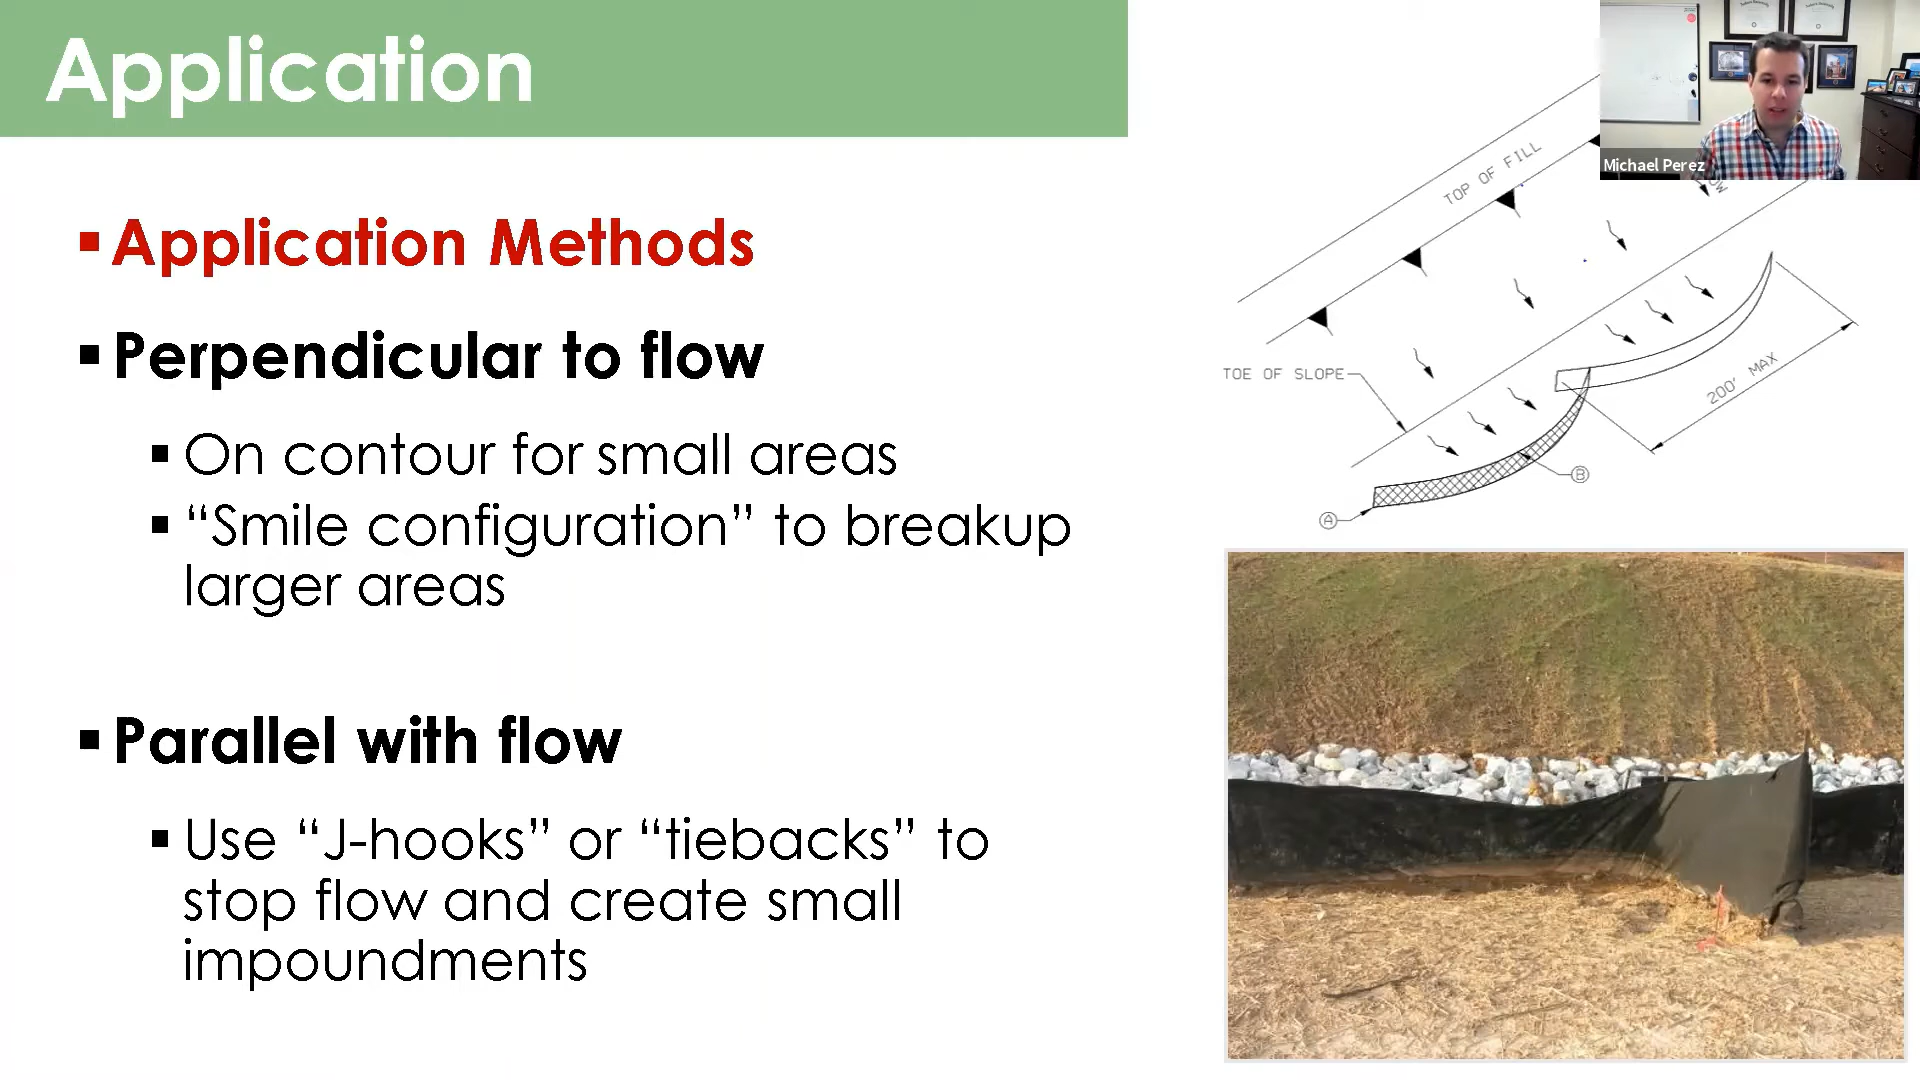 Application
Application Methods
Perpendicular to flow
On contour for small areas
“Smile configuration” to breakup
larger areas
Parallel with flow
Use “J-hooks” or “tiebacks” to
stop flow and create small
impoundments
Michael Perez
TOP OF FILL
TOE OF SLOPE
200' MAX
B
A